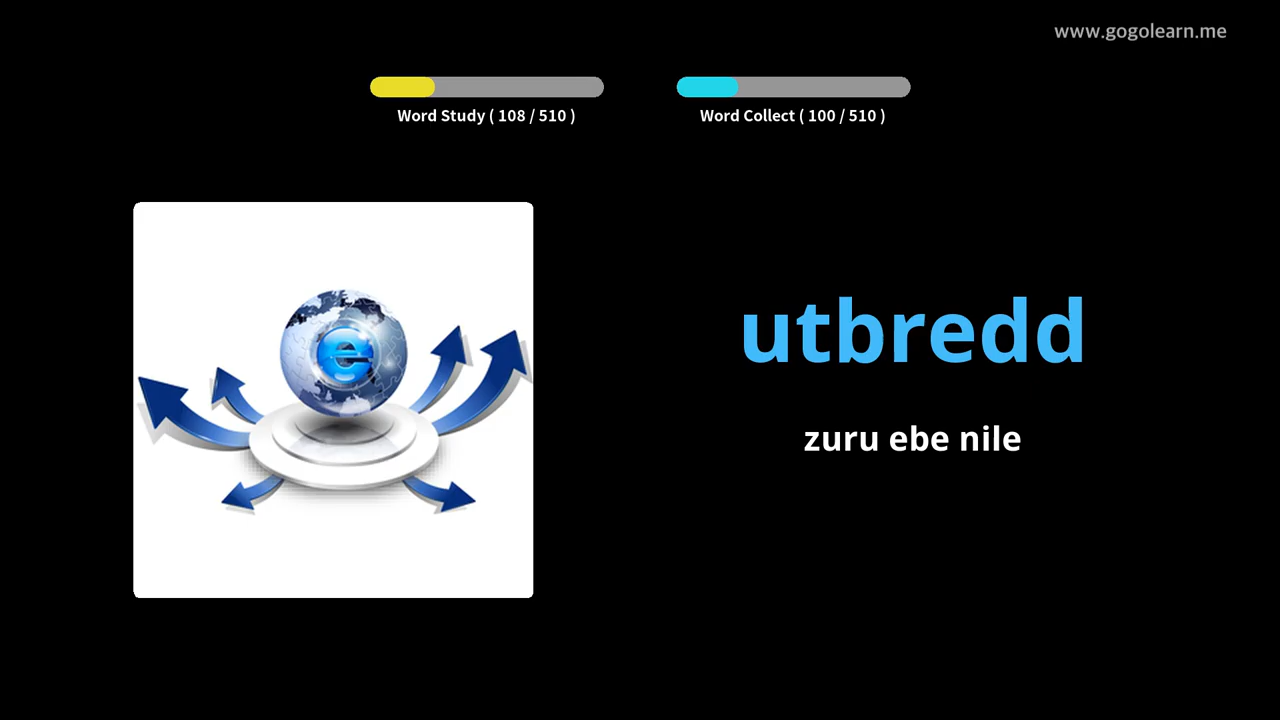 www.gogolearn.me
Word Study ( 108 / 510 )
Word Collect ( 100 / 510 )
e
utbredd
zuru ebe nile